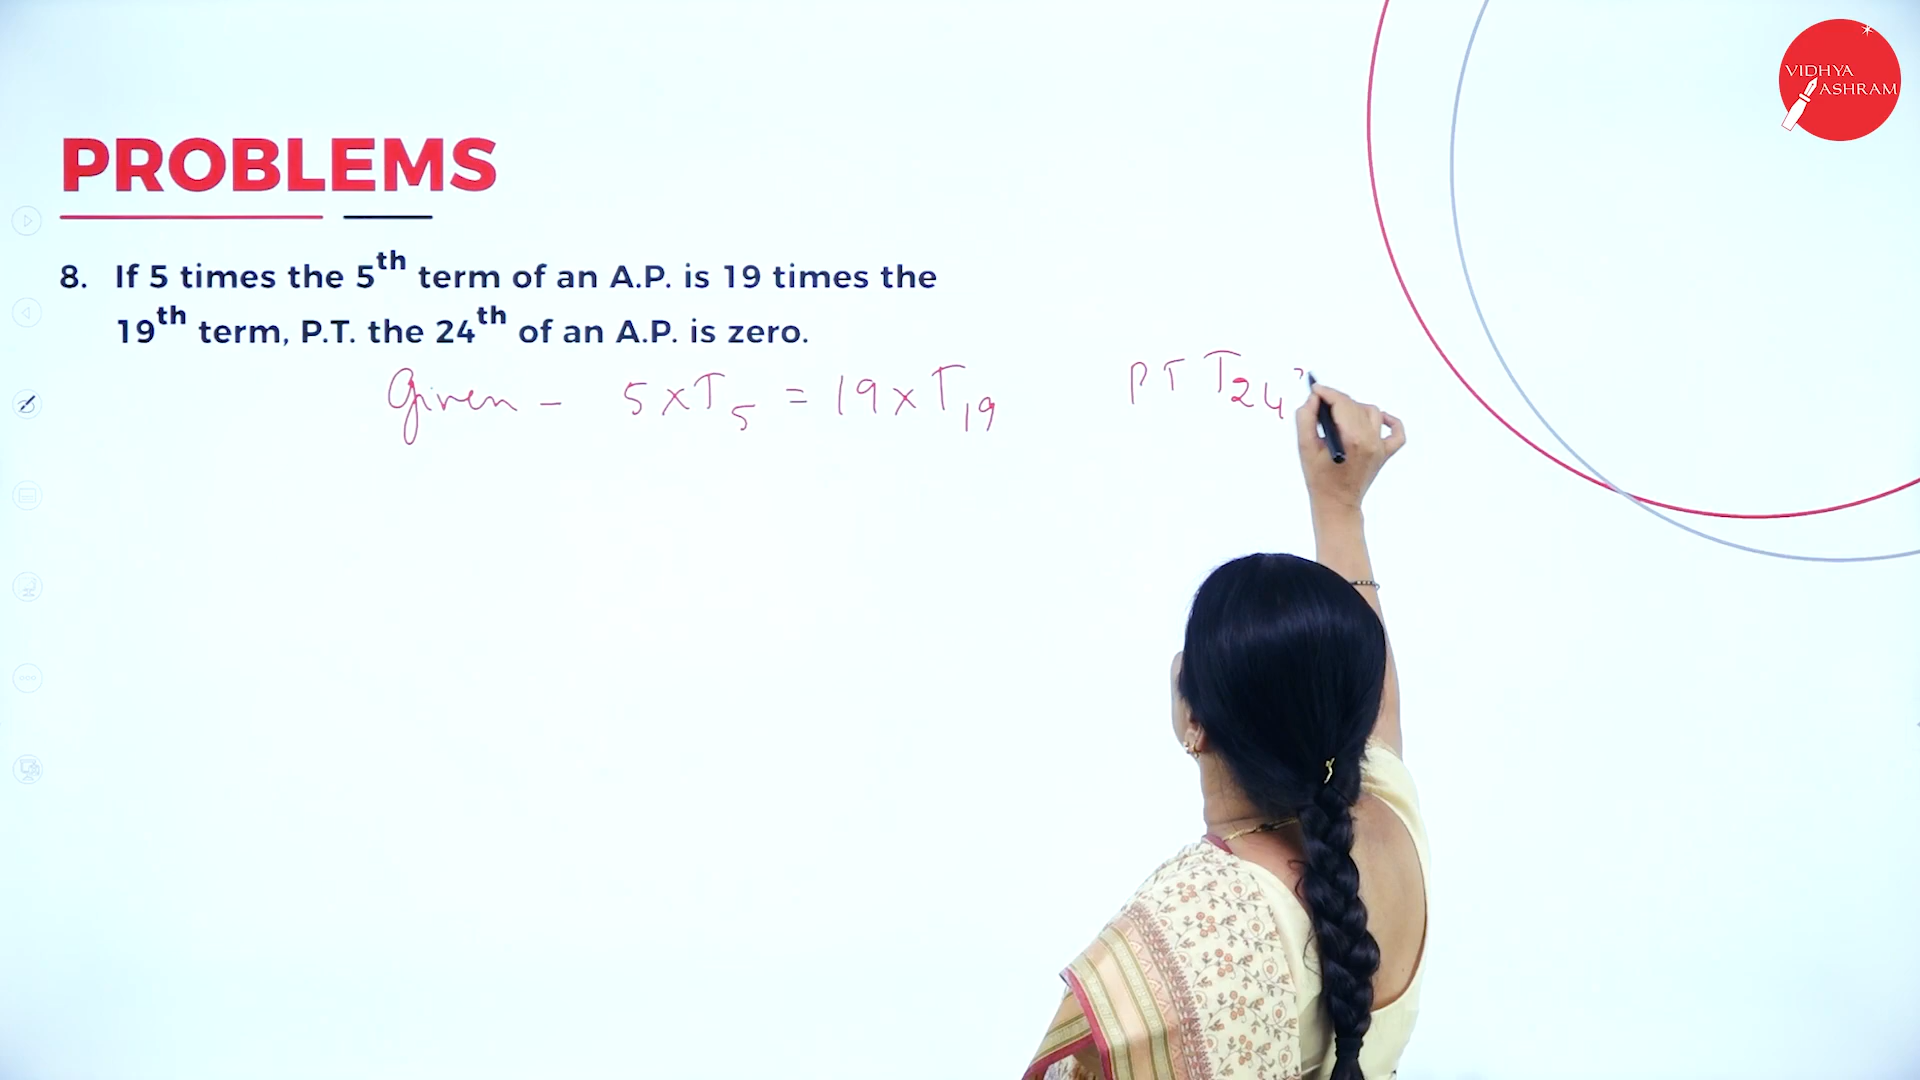 VIDHYA
ASHRAM
PROBLEMS
8. If 5 times the 5th term of an A.P. is 19 times the
19th term, P.T. the 24th of an A.P. is zero.
Given - 5 x T5 = 19 x T19 PT T24